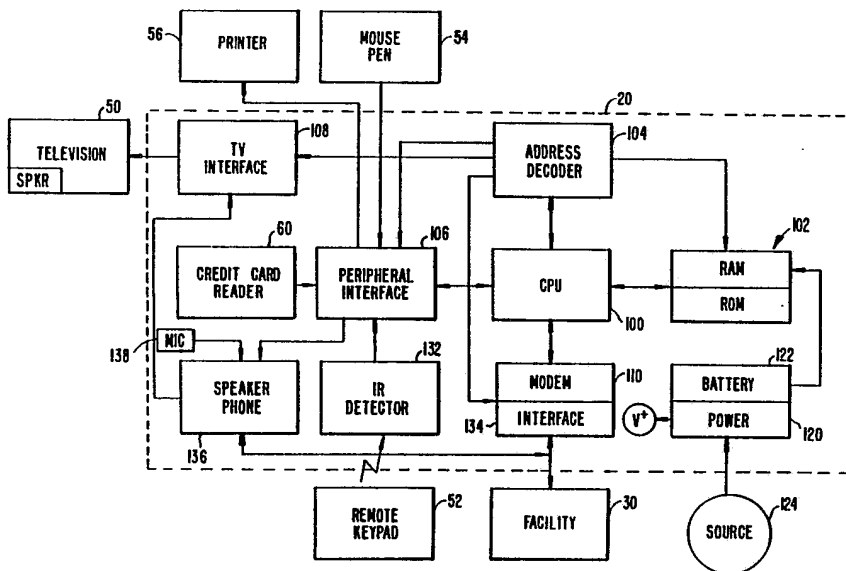 56
PRINTER
MOUSE
PEN
54
50
TELEVISION
SPKR
108
TV
INTERFACE
20
104
ADDRESS
DECODER
60
CREDIT CARD
READER
106
PERIPHERAL
INTERFACE
CPU
100
102
RAM
ROM
MIC
138
SPEAKER
PHONE
136
132
IR
DETECTOR
MODEM
110
INTERFACE
134
122
BATTERY
POWER
120
V+
REMOTE
KEYPAD
52
FACILITY
30
SOURCE
124